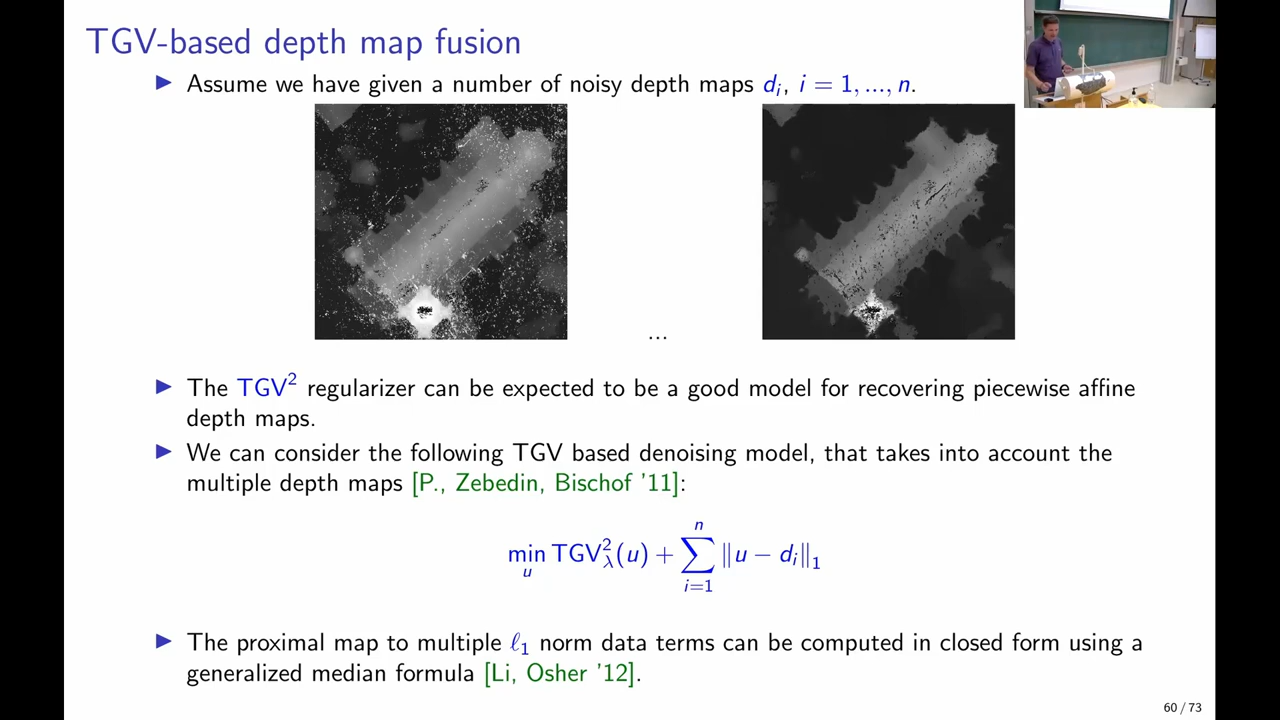 TGV-based depth map fusion
▶ Assume we have given a number of noisy depth maps dᵢ, i = 1, ..., n.
...
▶ The TGV² regularizer can be expected to be a good model for recovering piecewise affine
depth maps.
▶ We can consider the following TGV based denoising model, that takes into account the
multiple depth maps [P., Zebedin, Bischof '11]:
min_u TGV²_λ(u) + ∑_{i=1}^{n} ‖u − dᵢ‖₁
▶ The proximal map to multiple ℓ₁ norm data terms can be computed in closed form using a
generalized median formula [Li, Osher '12].
60 / 73